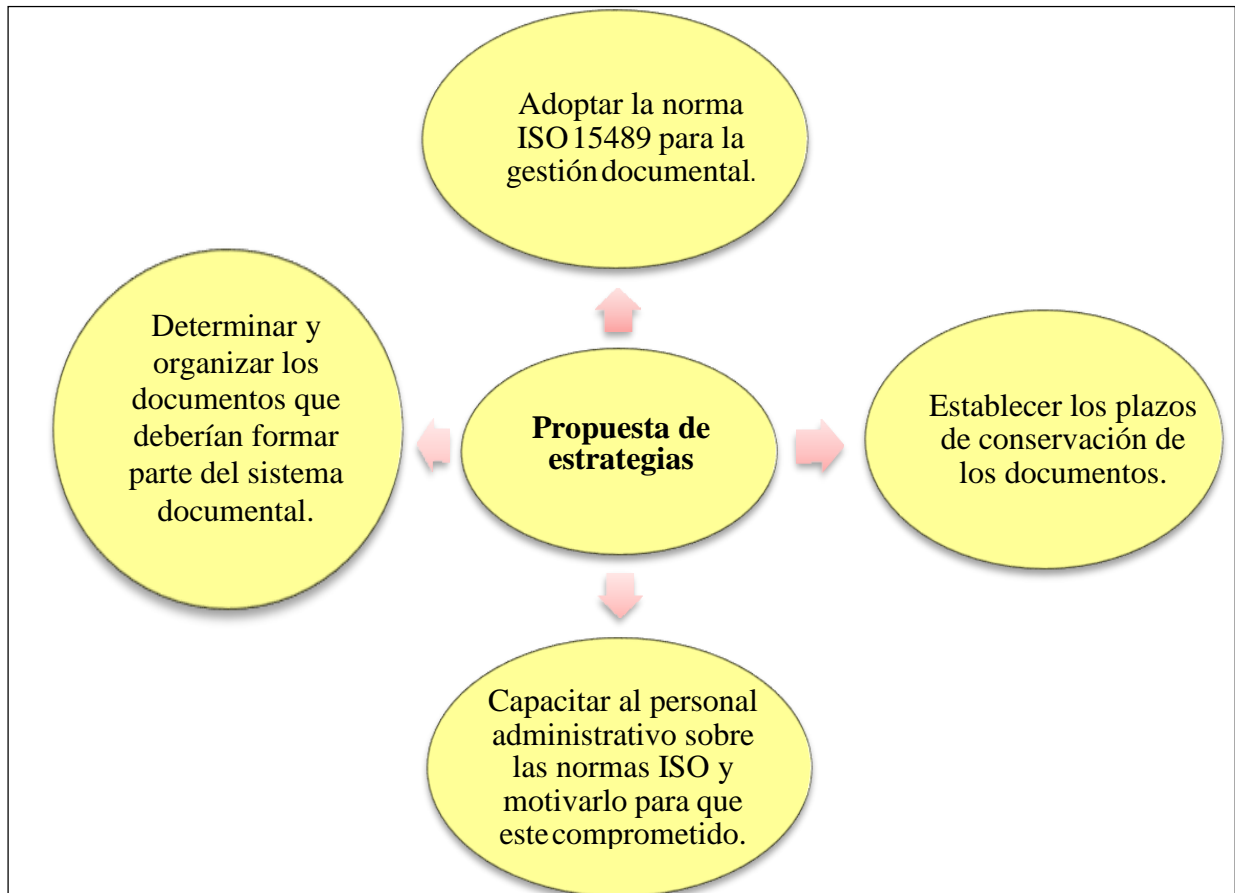 Adoptar la norma
ISO 15489 para la
gestión documental.
Determinar y
organizar los
documentos que
deberían formar
parte del sistema
documental.
Propuesta de
estrategias
Establecer los plazos
de conservación de
los documentos.
Capacitar al personal
administrativo sobre
las normas ISO y
motivarlo para que
este comprometido.